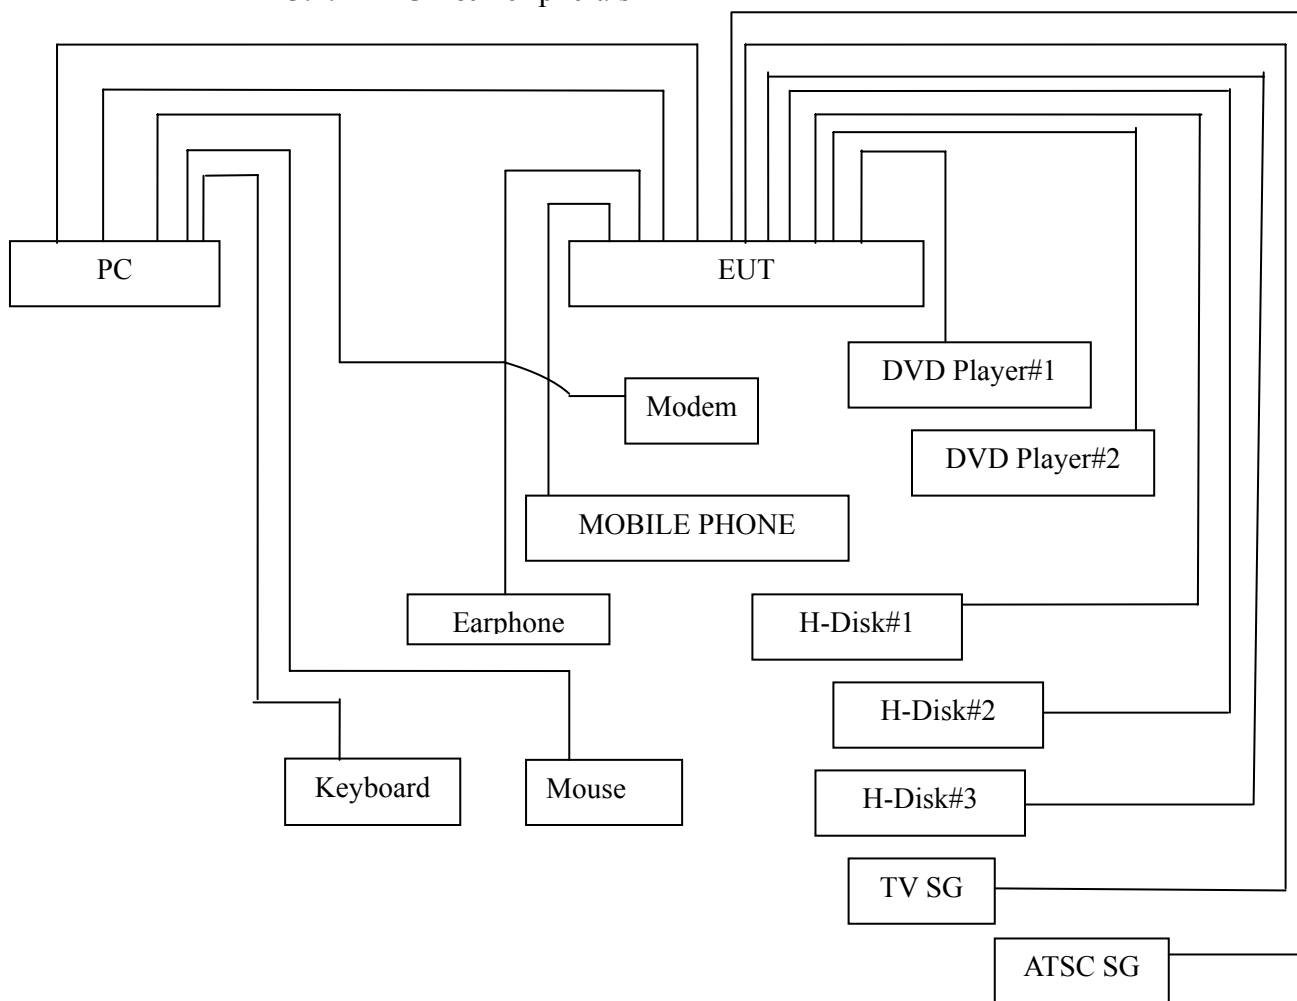 PC
EUT
DVD Player#1
Modem
DVD Player#2
MOBILE PHONE
Earphone
H-Disk#1
H-Disk#2
Keyboard
Mouse
H-Disk#3
TV SG
ATSC SG